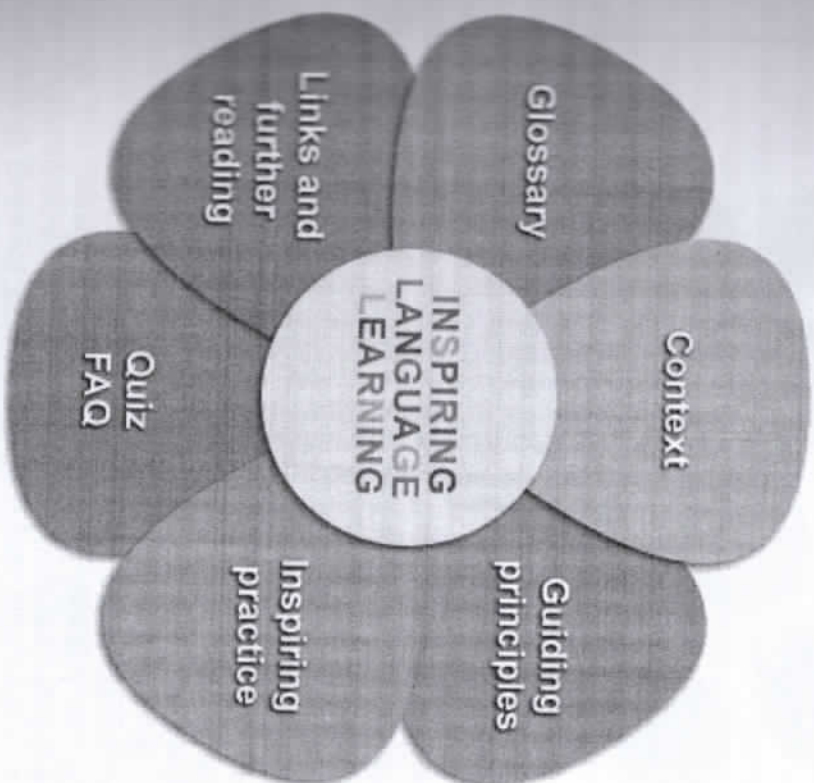 Context
Glossary
Guiding
principles
INSPIRING
LANGUAGE
LEARNING
Links and
further
reading
Inspiring
practice
Quiz
FAQ